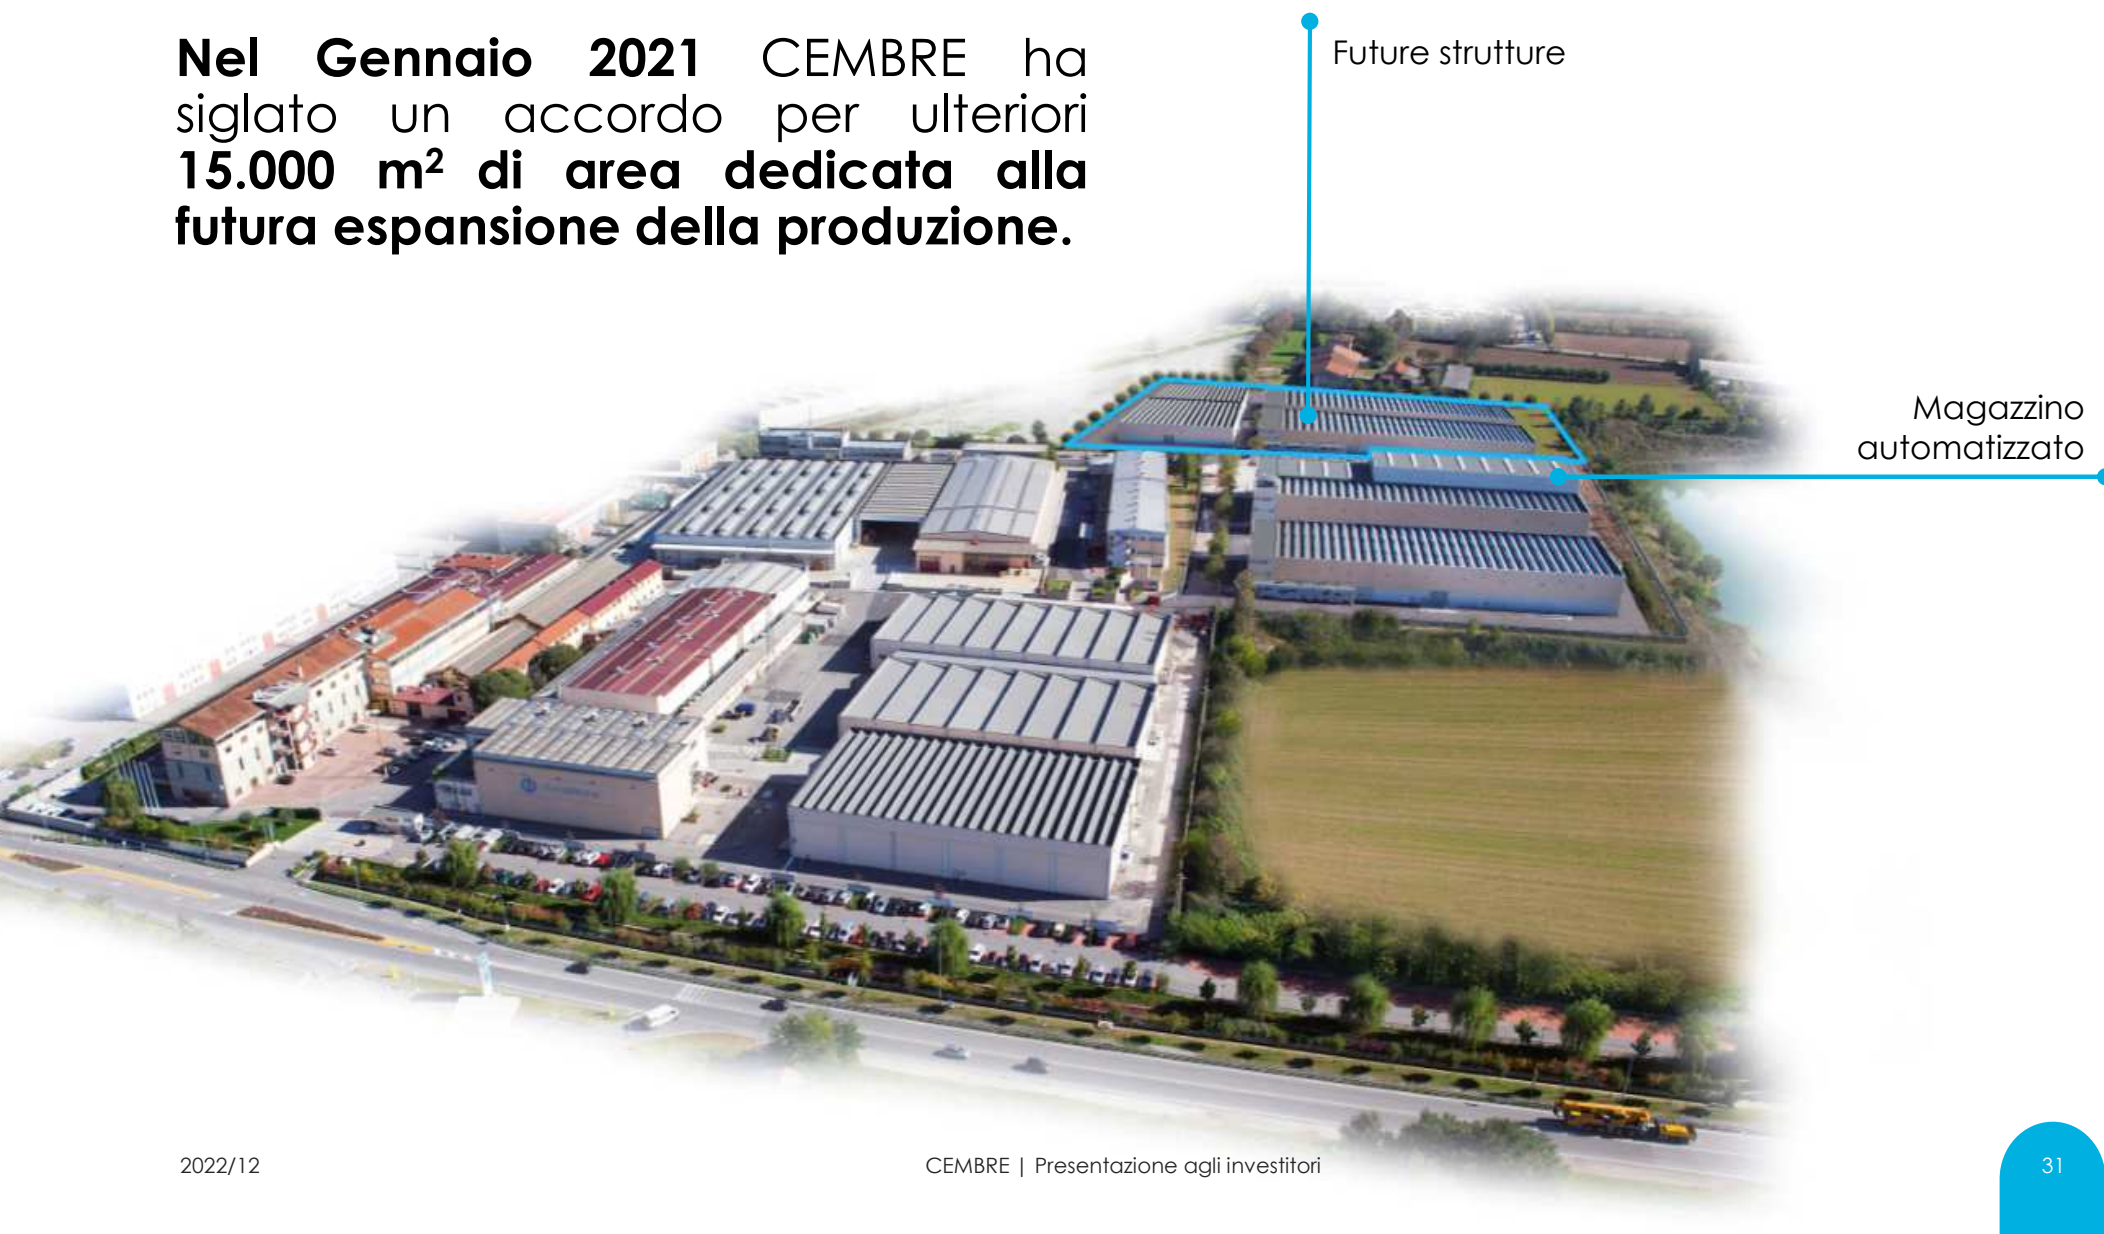 Nel Gennaio 2021 CEMBRE ha
siglato un accordo per ulteriori
15.000 m² di area dedicata alla
futura espansione della produzione.
Future strutture
Magazzino
automatizzato
2022/12
CEMBRE | Presentazione agli investitori
31